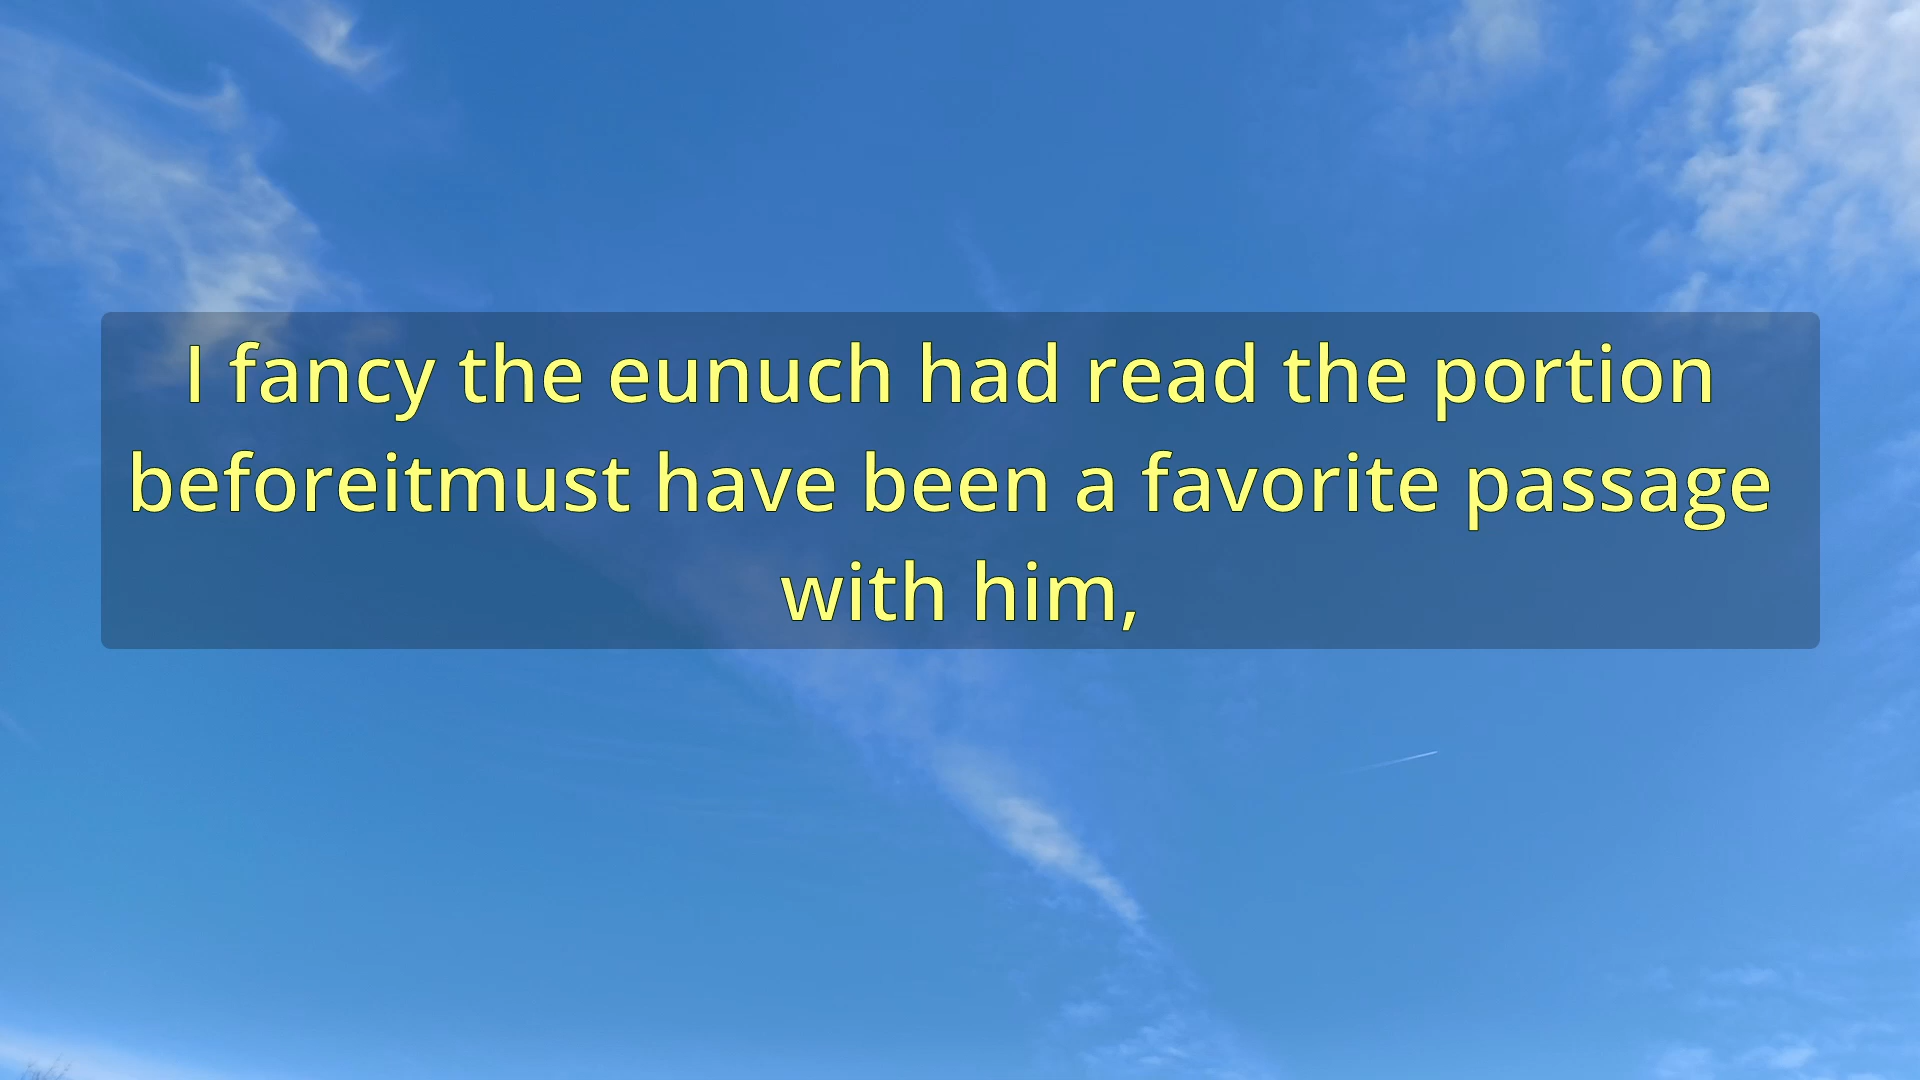 I fancy the eunuch had read the portion
beforeitmust have been a favorite passage
with him,